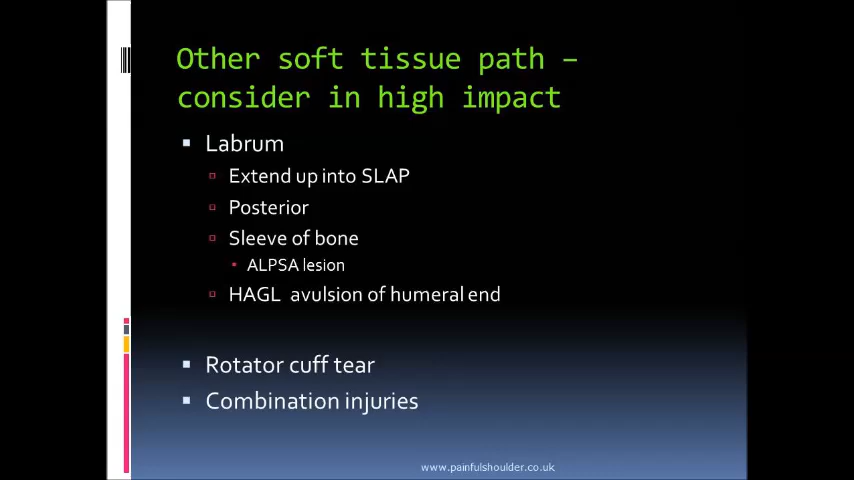 Other soft tissue path –
consider in high impact
Labrum
Extend up into SLAP
Posterior
Sleeve of bone
ALPSA lesion
HAGL avulsion of humeral end
Rotator cuff tear
Combination injuries
www.painfulshoulder.co.uk